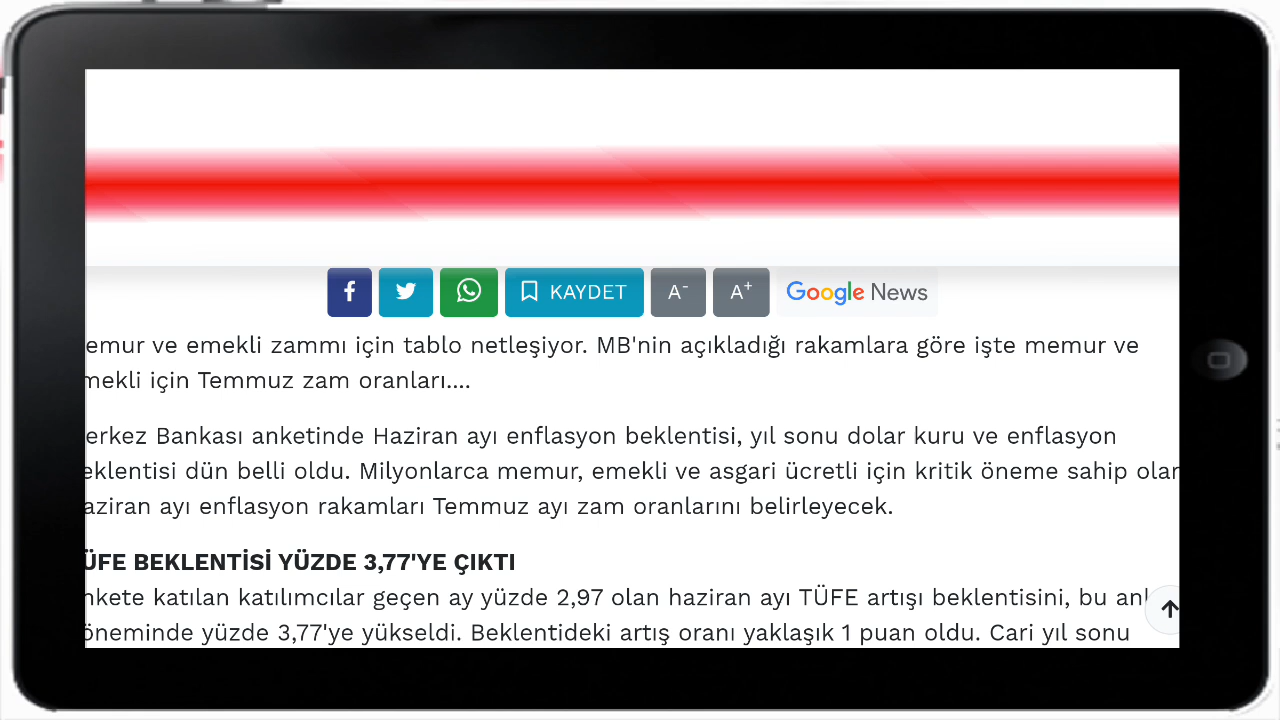 KAYDET A- A+ Google News
emur ve emekli zammı için tablo netleşiyor. MB'nin açıkladığı rakamlara göre işte memur ve
mekli için Temmuz zam oranları....
erkez Bankası anketinde Haziran ayı enflasyon beklentisi, yıl sonu dolar kuru ve enflasyon
eklentisi dün belli oldu. Milyonlarca memur, emekli ve asgari ücretli için kritik öneme sahip olan
aziran ayı enflasyon rakamları Temmuz ayı zam oranlarını belirleyecek.
ÜFE BEKLENTİSİ YÜZDE 3,77'YE ÇIKTI
nkete katılan katılımcılar geçen ay yüzde 2,97 olan haziran ayı TÜFE artışı beklentisini, bu
öneminde yüzde 3,77'ye yükseldi. Beklentideki artış oranı yaklaşık 1 puan oldu. Cari yıl sonu